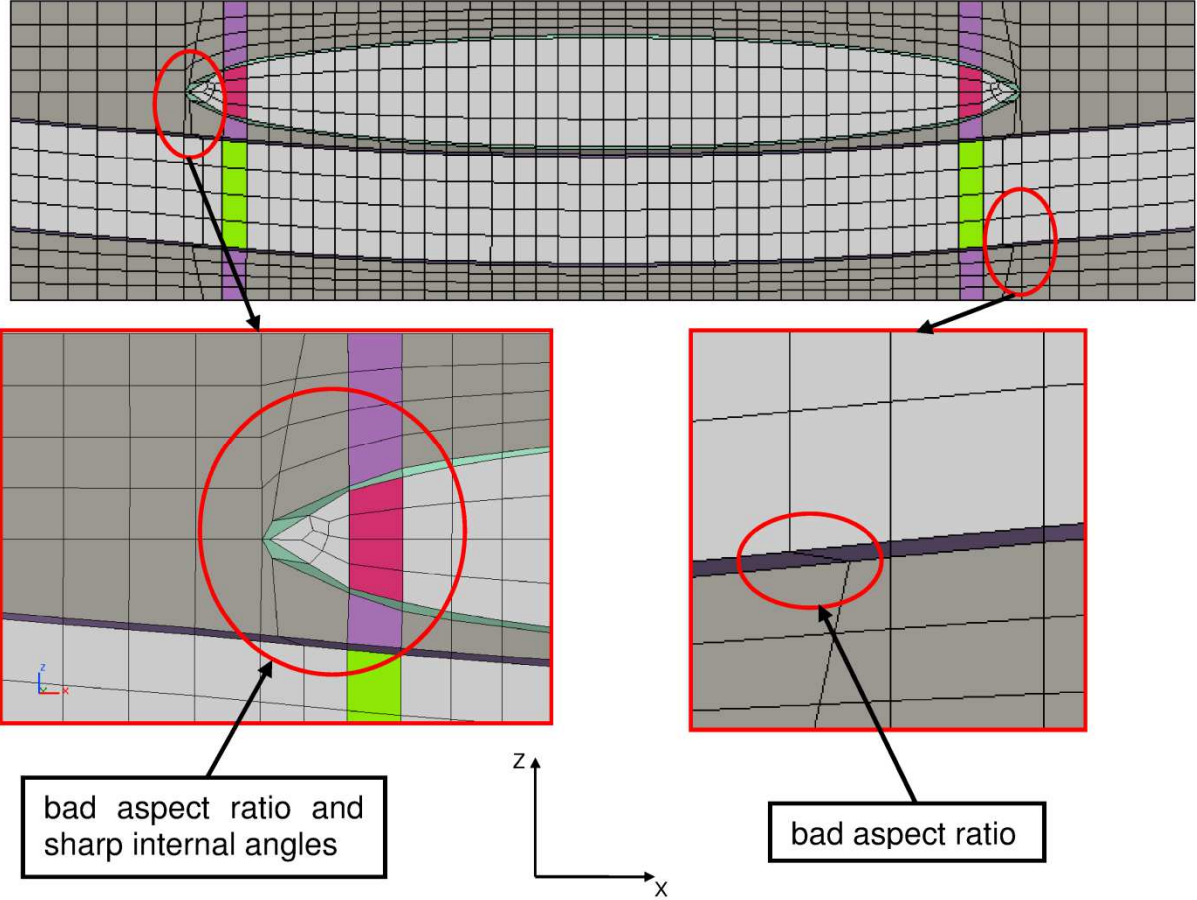 z
x
bad aspect ratio and
sharp internal angles
Z
X
bad aspect ratio